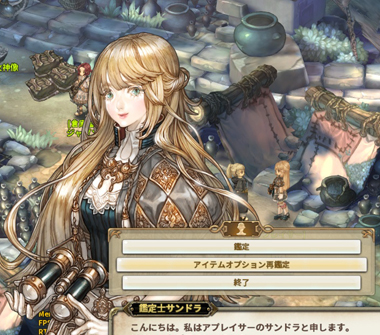 神像
鑑定
アイテムオプション再鑑定
終了
鑑定士サンドラ
こんにちは。私はアプレイサーのサンドラと申します。